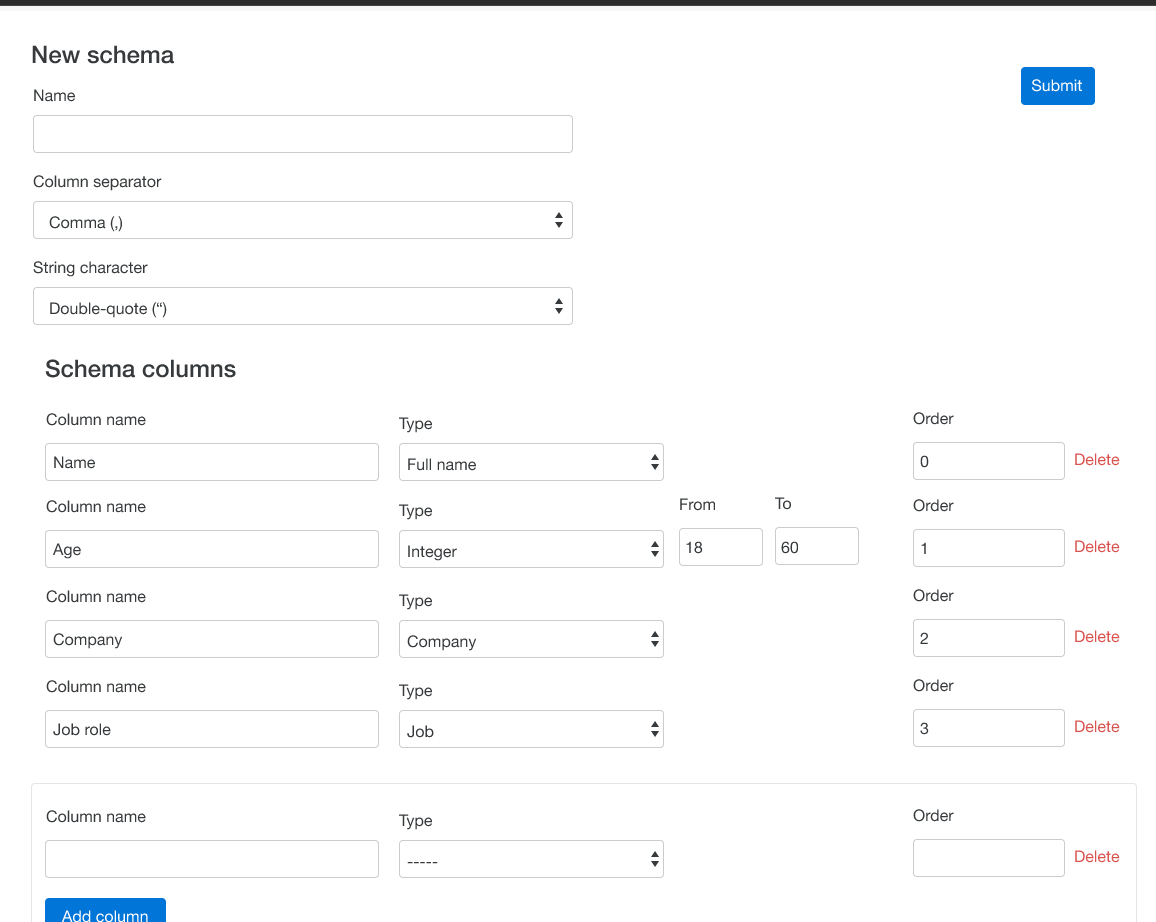 New schema
Submit
Name
Column separator
Comma (,)
String character
Double-quote (“)
Schema columns
Column name Type Order
Name Full name 0 Delete
Column name Type From To Order
Age Integer 18 60 1 Delete
Column name Type Order
Company Company 2 Delete
Column name Type Order
Job role Job 3 Delete
Column name Type Order
----- Delete
Add column